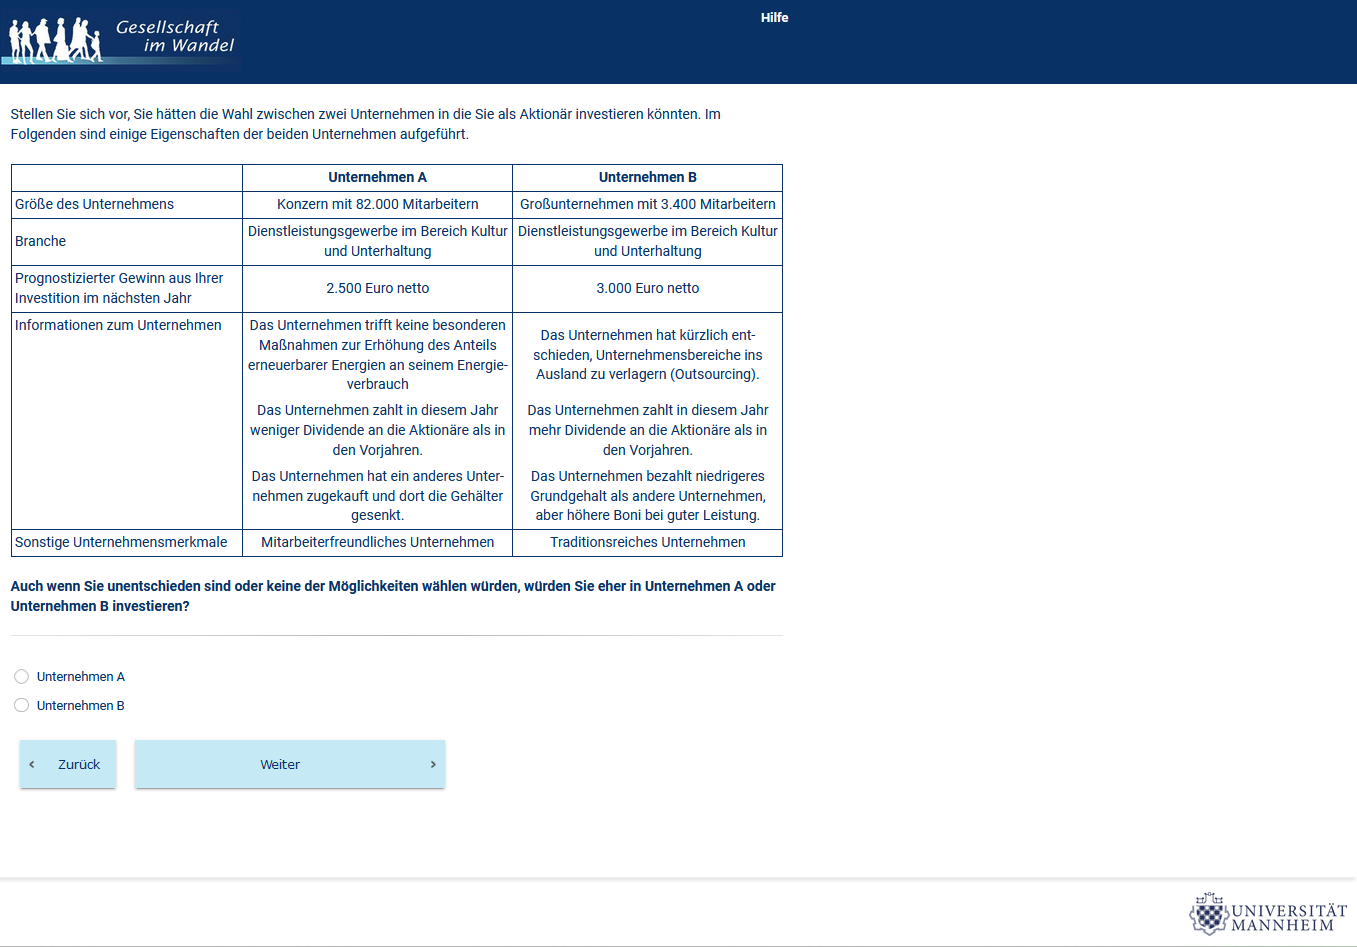 Gesellschaft
im Wandel
Hilfe
Stellen Sie sich vor, Sie hätten die Wahl zwischen zwei Unternehmen in die Sie als Aktionär investieren könnten. Im
Folgenden sind einige Eigenschaften der beiden Unternehmen aufgeführt.
Unternehmen A
Unternehmen B
Größe des Unternehmens
Konzern mit 82.000 Mitarbeitern
Großunternehmen mit 3.400 Mitarbeitern
Branche
Dienstleistungsgewerbe im Bereich Kultur
und Unterhaltung
Dienstleistungsgewerbe im Bereich Kultur
und Unterhaltung
Prognostizierter Gewinn aus Ihrer
Investition im nächsten Jahr
2.500 Euro netto
3.000 Euro netto
Informationen zum Unternehmen
Das Unternehmen trifft keine besonderen
Maßnahmen zur Erhöhung des Anteils
erneuerbarer Energien an seinem Energie-
verbrauch
Das Unternehmen hat kürzlich ent-
schieden, Unternehmensbereiche ins
Ausland zu verlagern (Outsourcing).
Das Unternehmen zahlt in diesem Jahr
weniger Dividende an die Aktionäre als in
den Vorjahren.
Das Unternehmen zahlt in diesem Jahr
mehr Dividende an die Aktionäre als in
den Vorjahren.
Das Unternehmen hat ein anderes Unter-
nehmen zugekauft und dort die Gehälter
gesenkt.
Das Unternehmen bezahlt niedrigeres
Grundgehalt als andere Unternehmen,
aber höhere Boni bei guter Leistung.
Sonstige Unternehmensmerkmale
Mitarbeiterfreundliches Unternehmen
Traditionsreiches Unternehmen
Auch wenn Sie unentschieden sind oder keine der Möglichkeiten wählen würden, würden Sie eher in Unternehmen A oder
Unternehmen B investieren?
Unternehmen A
Unternehmen B
‹ Zurück
Weiter ›
UNIVERSITÄT
MANNHEIM